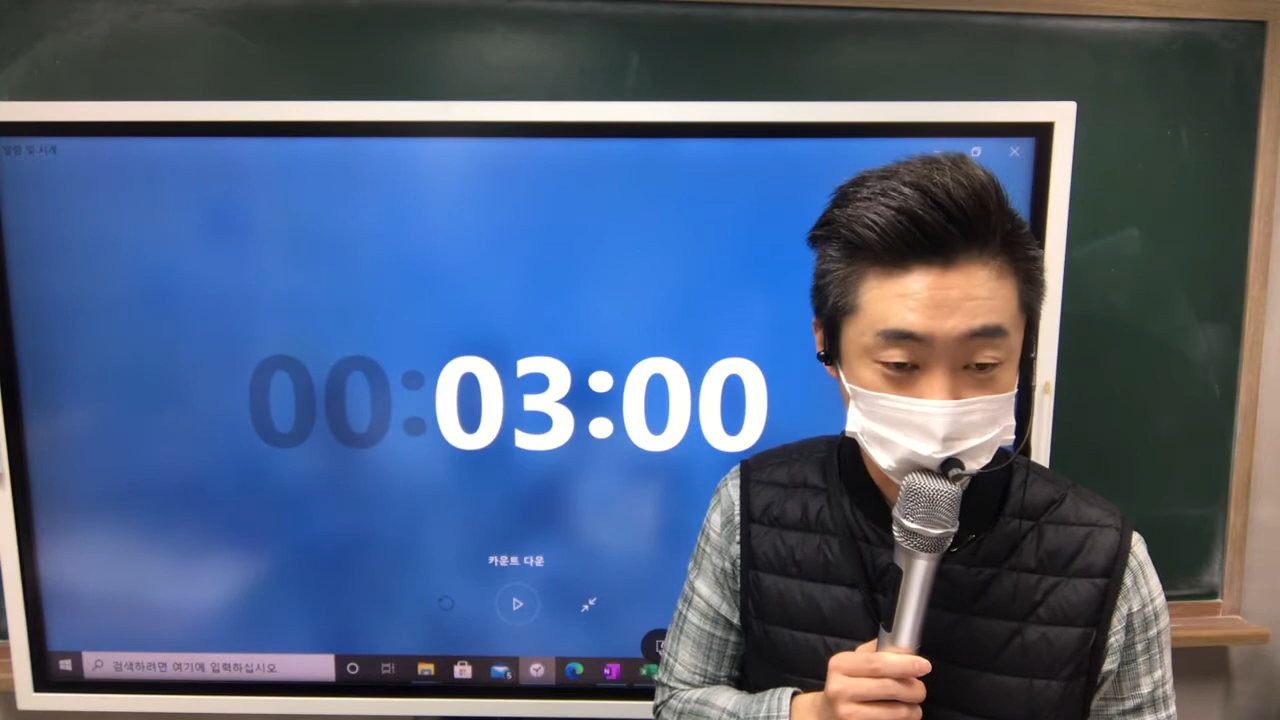 알람 및 시계
00:03:00
카운트 다운
검색하려면 여기에 입력하십시오.
5